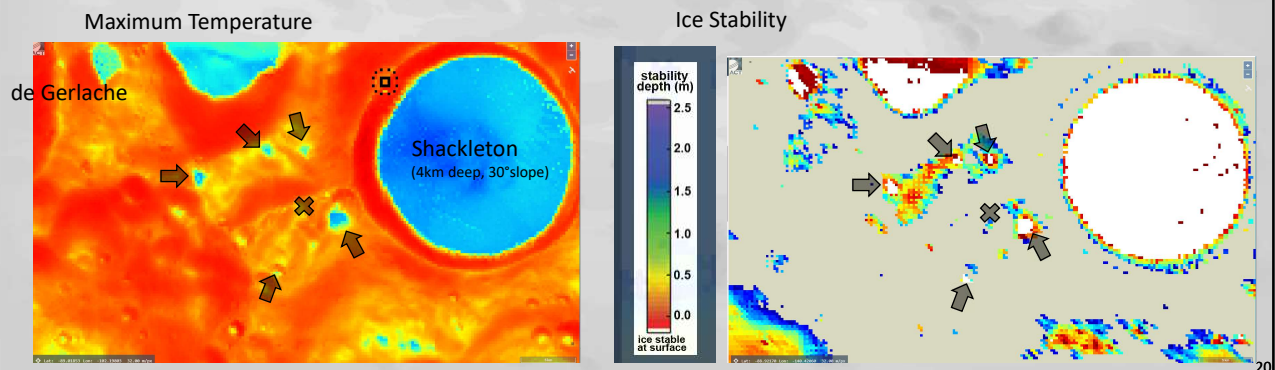 Maximum Temperature
Ice Stability
de Gerlache
Shackleton
(4km deep, 30°slope)
stability
depth (m)
2.5
2.0
1.5
1.0
0.5
0.0
ice stable
at surface
ACT
20